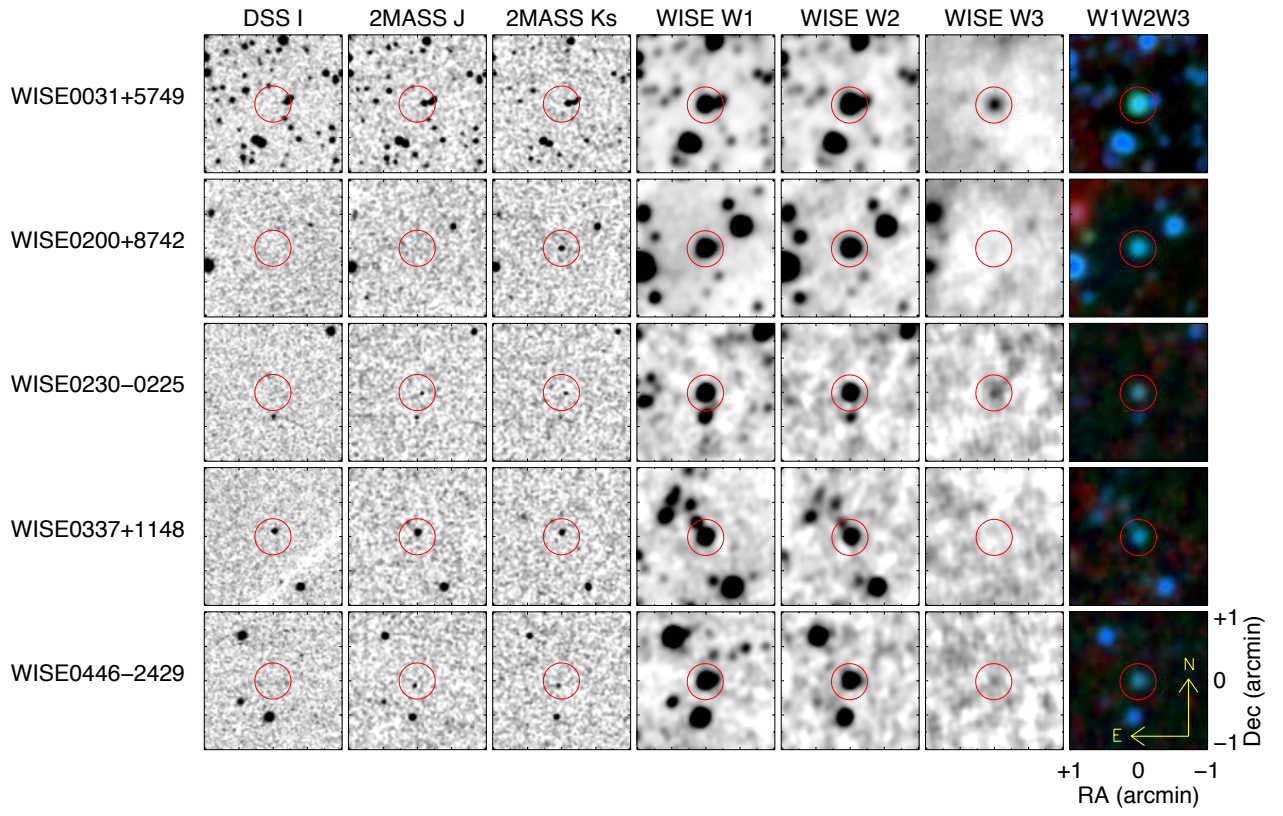 DSS I 2MASS J 2MASS Ks WISE W1 WISE W2 WISE W3 W1W2W3
WISE0031+5749
WISE0200+8742
WISE0230−0225
WISE0337+1148
WISE0446−2429
+1
N
0
E
−1
Dec (arcmin)
+1 0 −1
RA (arcmin)